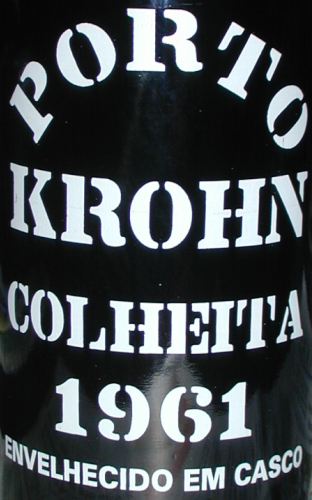 PORTO
KROHN
COLHEITA
1961
ENVELHECIDO EM CASCO